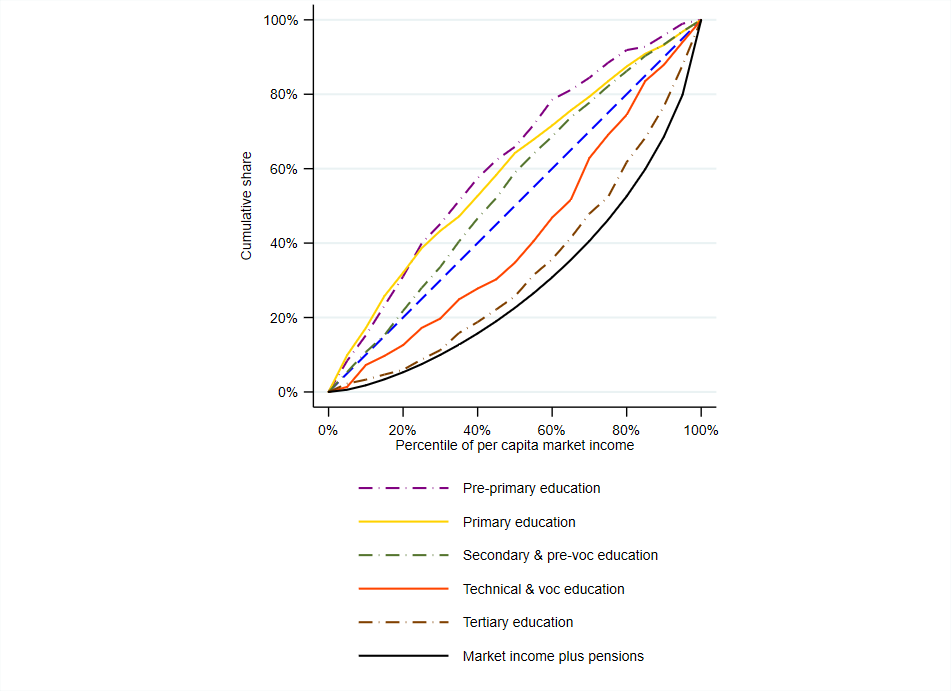 100%
80%
60%
40%
20%
0%
Cumulative share
0% 20% 40% 60% 80% 100%
Percentile of per capita market income
Pre-primary education
Primary education
Secondary & pre-voc education
Technical & voc education
Tertiary education
Market income plus pensions